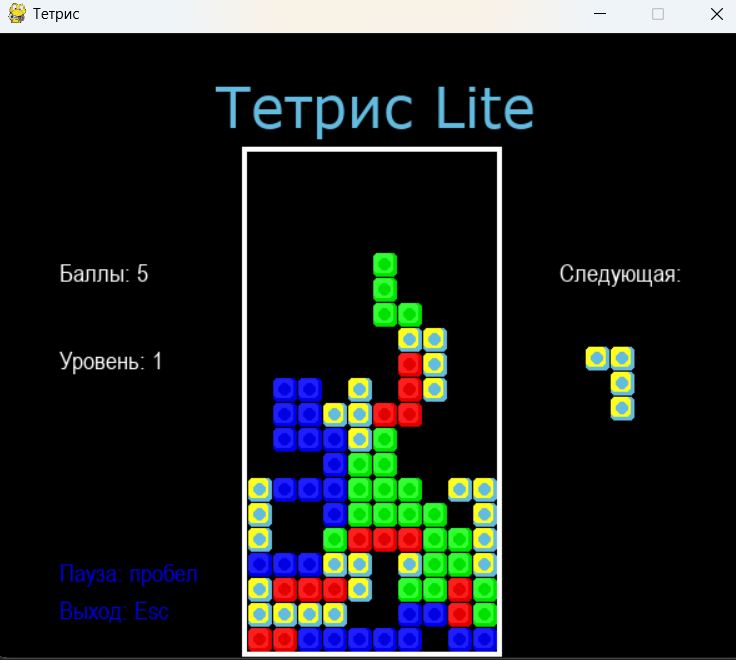 Тетрис
Тетрис Lite
Баллы: 5
Следующая:
Уровень: 1
Пауза: пробел
Выход: Esc